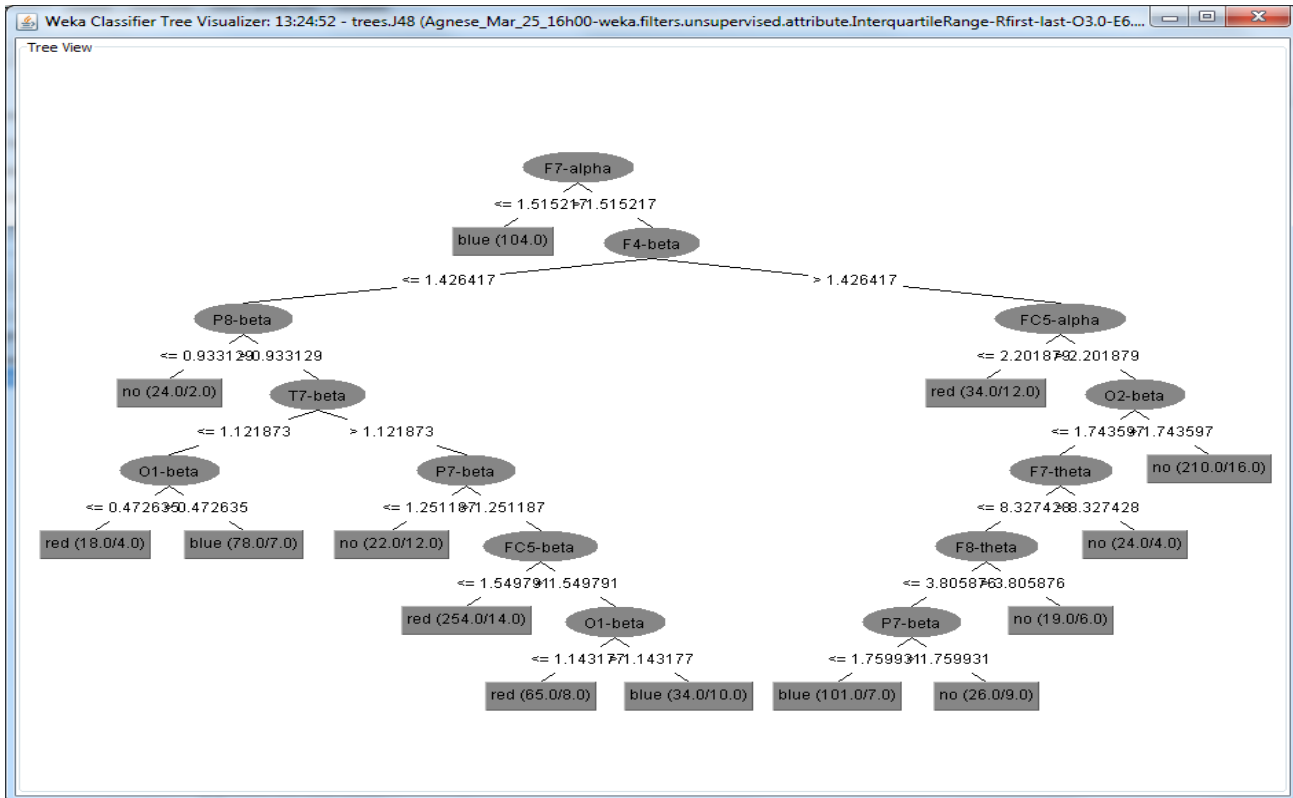 Weka Classifier Tree Visualizer: 13:24:52 - trees.J48 (Agnese_Mar_25_16h00-weka.filters.unsupervised.attribute.InterquartileRange-Rfirst-last-O3.0-E6....
Tree View
F7-alpha
<= 1.515217 > 1.515217
blue (104.0) F4-beta
<= 1.426417 > 1.426417
P8-beta FC5-alpha
<= 0.933129 > 0.933129 <= 2.201879 > 2.201879
no (24.0/2.0) T7-beta red (34.0/12.0) O2-beta
<= 1.121873 > 1.121873 <= 1.743597 > 1.743597
O1-beta P7-beta F7-theta no (210.0/16.0)
<= 0.472635 > 0.472635 <= 1.251187 > 1.251187 <= 8.327428 > 8.327428
red (18.0/4.0) blue (78.0/7.0) no (22.0/12.0) FC5-beta F8-theta no (24.0/4.0)
<= 1.549791 > 1.549791 <= 3.805876 > 3.805876
red (254.0/14.0) O1-beta P7-beta no (19.0/6.0)
<= 1.143177 > 1.143177 <= 1.759931 > 1.759931
red (65.0/8.0) blue (34.0/10.0) blue (101.0/7.0) no (26.0/9.0)